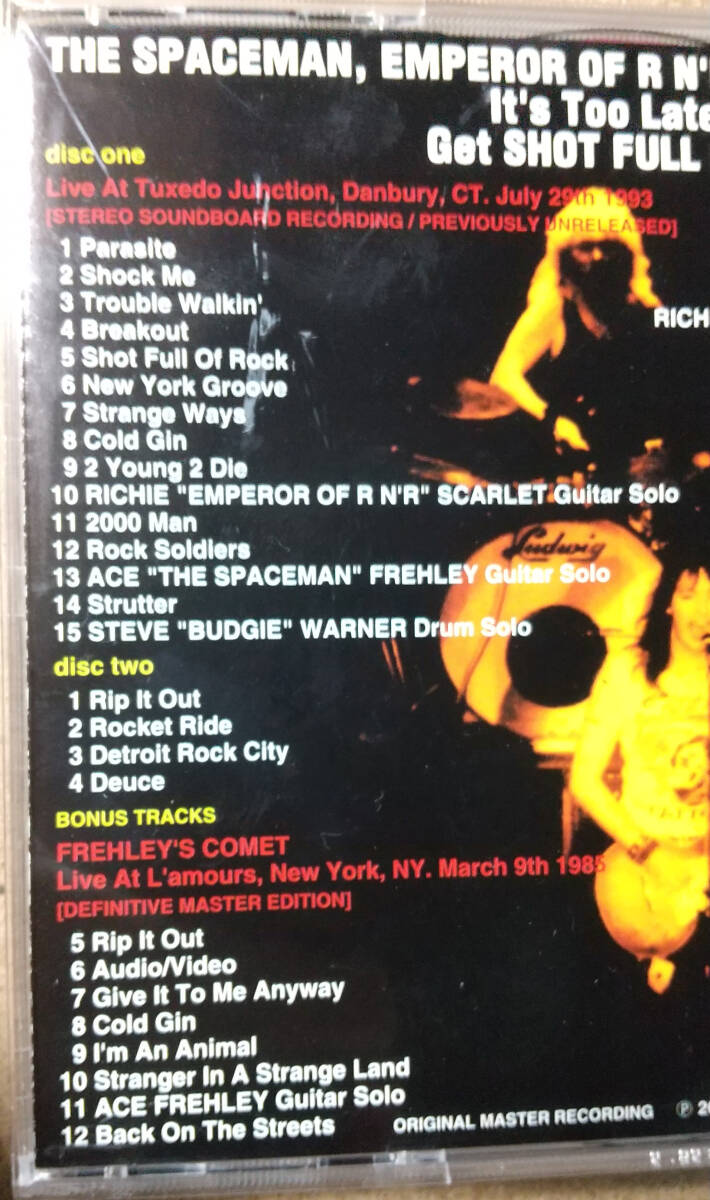 THE SPACEMAN, EMPEROR OF R N'
It's Too Late
Get SHOT FULL
disc one
Live At Tuxedo Junction, Danbury, CT. July 29th 1993
[STEREO SOUNDBOARD RECORDING / PREVIOUSLY UNRELEASED]
1 Parasite
2 Shock Me
3 Trouble Walkin'
RICH
4 Breakout
5 Shot Full Of Rock
6 New York Groove
7 Strange Ways
8 Cold Gin
9 2 Young 2 Die
10 RICHIE "EMPEROR OF R N'R" SCARLET Guitar Solo
11 2000 Man
12 Rock Soldiers
Ludwig
13 ACE "THE SPACEMAN" FREHLEY Guitar Solo
14 Strutter
15 STEVE "BUDGIE" WARNER Drum Solo
disc two
1 Rip It Out
2 Rocket Ride
3 Detroit Rock City
4 Deuce
BONUS TRACKS
FREHLEY'S COMET
Live At L'amours, New York, NY. March 9th 1985
[DEFINITIVE MASTER EDITION]
5 Rip It Out
6 Audio/Video
7 Give It To Me Anyway
8 Cold Gin
9 I'm An Animal
10 Stranger In A Strange Land
11 ACE FREHLEY Guitar Solo
12 Back On The Streets
ORIGINAL MASTER RECORDING ℗ 20